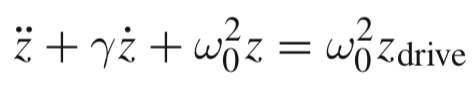 z̈ + γż + ω₀²z = ω₀²z_drive